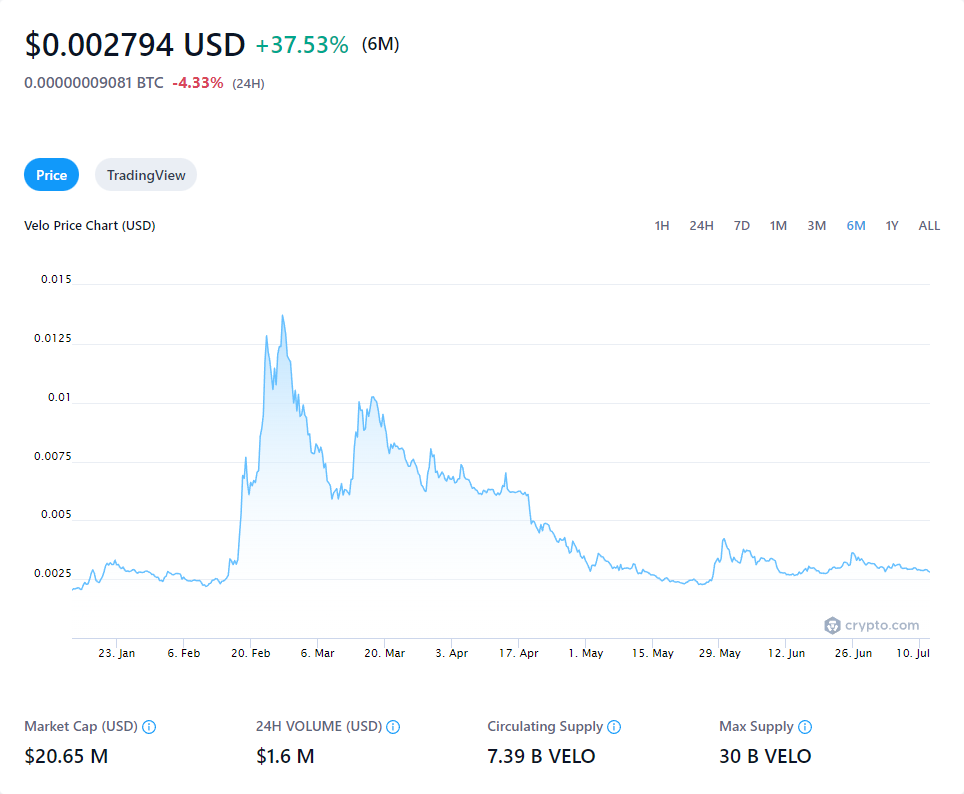 $0.002794 USD +37.53% (6M)
0.00000009081 BTC -4.33% (24H)
Price TradingView
Velo Price Chart (USD) 1H 24H 7D 1M 3M 6M 1Y ALL
0.015
0.0125
0.01
0.0075
0.005
0.0025
crypto.com
23. Jan 6. Feb 20. Feb 6. Mar 20. Mar 3. Apr 17. Apr 1. May 15. May 29. May 12. Jun 26. Jun 10. Jul
Market Cap (USD) 24H VOLUME (USD) Circulating Supply Max Supply
$20.65 M $1.6 M 7.39 B VELO 30 B VELO